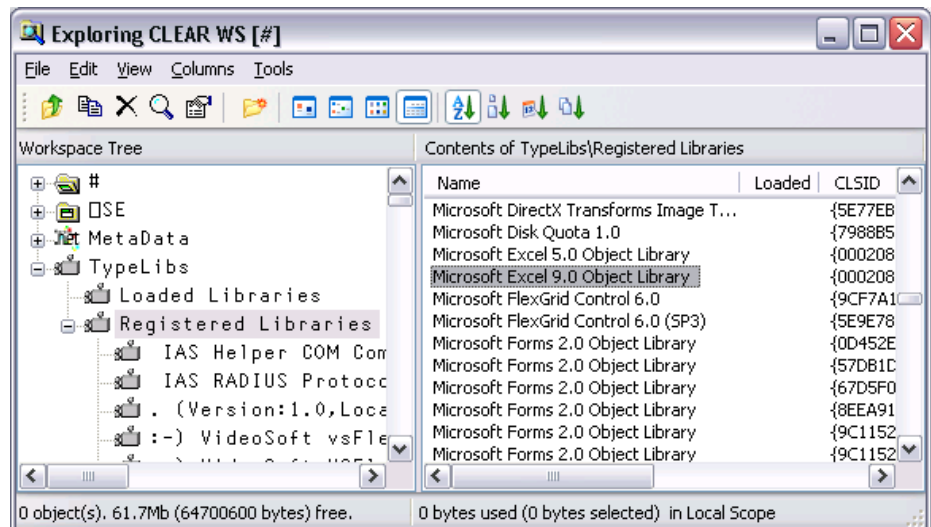 Exploring CLEAR WS [#]
File Edit View Columns Tools
Workspace Tree
#
⎕SE
MetaData
TypeLibs
Loaded Libraries
Registered Libraries
IAS Helper COM Com
IAS RADIUS Protoco
. (Version:1.0,Loca
:-) VideoSoft vsFle
Contents of TypeLibs\Registered Libraries
Name Loaded CLSID
Microsoft DirectX Transforms Image T... {5E77EB
Microsoft Disk Quota 1.0 {7988B5
Microsoft Excel 5.0 Object Library {000208
Microsoft Excel 9.0 Object Library {000208
Microsoft FlexGrid Control 6.0 {9CF7A1
Microsoft FlexGrid Control 6.0 (SP3) {5E9E78
Microsoft Forms 2.0 Object Library {0D452E
Microsoft Forms 2.0 Object Library {57DB1D
Microsoft Forms 2.0 Object Library {67D5F0
Microsoft Forms 2.0 Object Library {8EEA91
Microsoft Forms 2.0 Object Library {9C1152
Microsoft Forms 2.0 Object Library {9C1152
0 object(s). 61.7Mb (64700600 bytes) free.
0 bytes used (0 bytes selected) in Local Scope